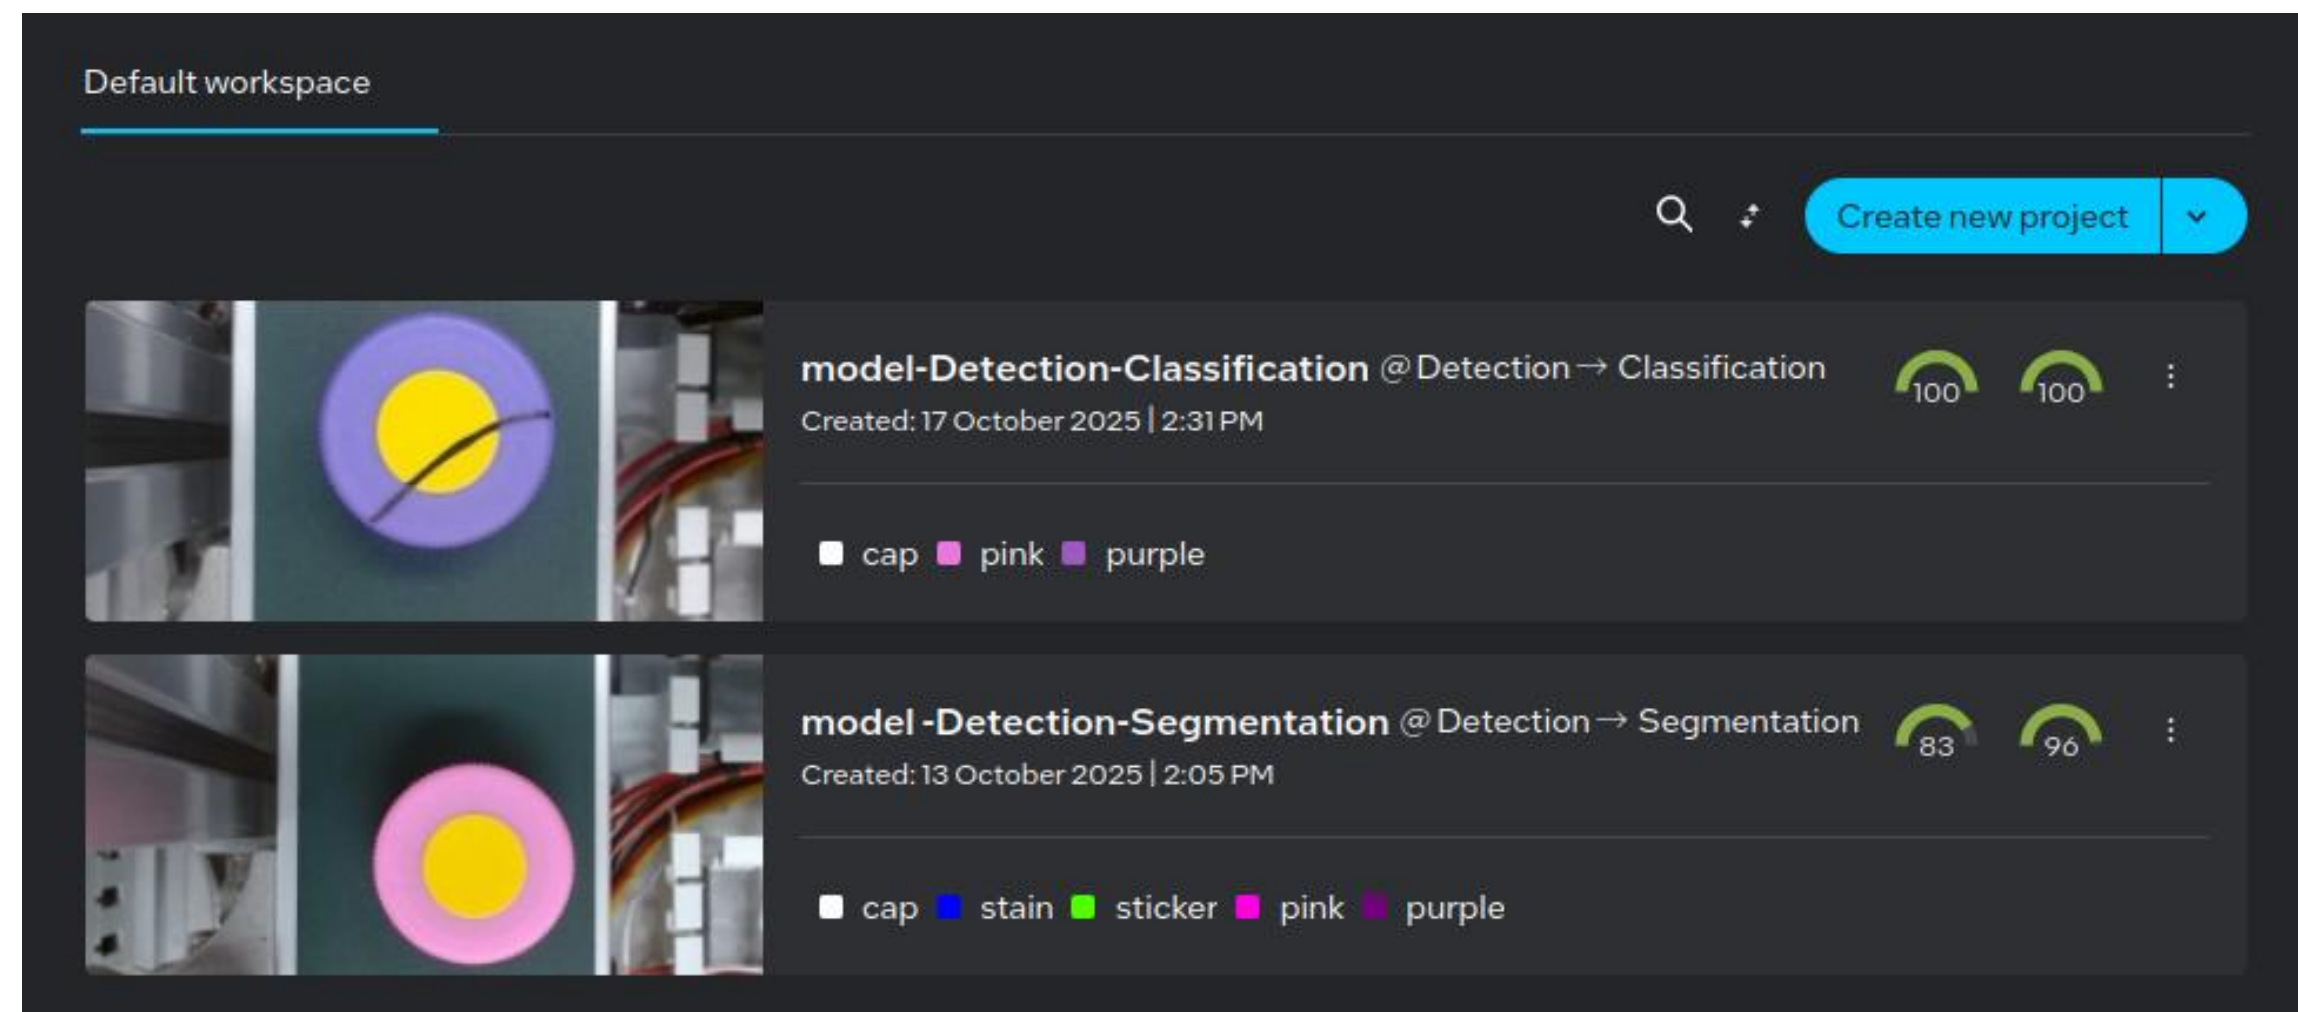 Default workspace
Create new project
model-Detection-Classification @ Detection → Classification
100 100
Created: 17 October 2025 | 2:31 PM
cap pink purple
model -Detection-Segmentation @ Detection → Segmentation
83 96
Created: 13 October 2025 | 2:05 PM
cap stain sticker pink purple